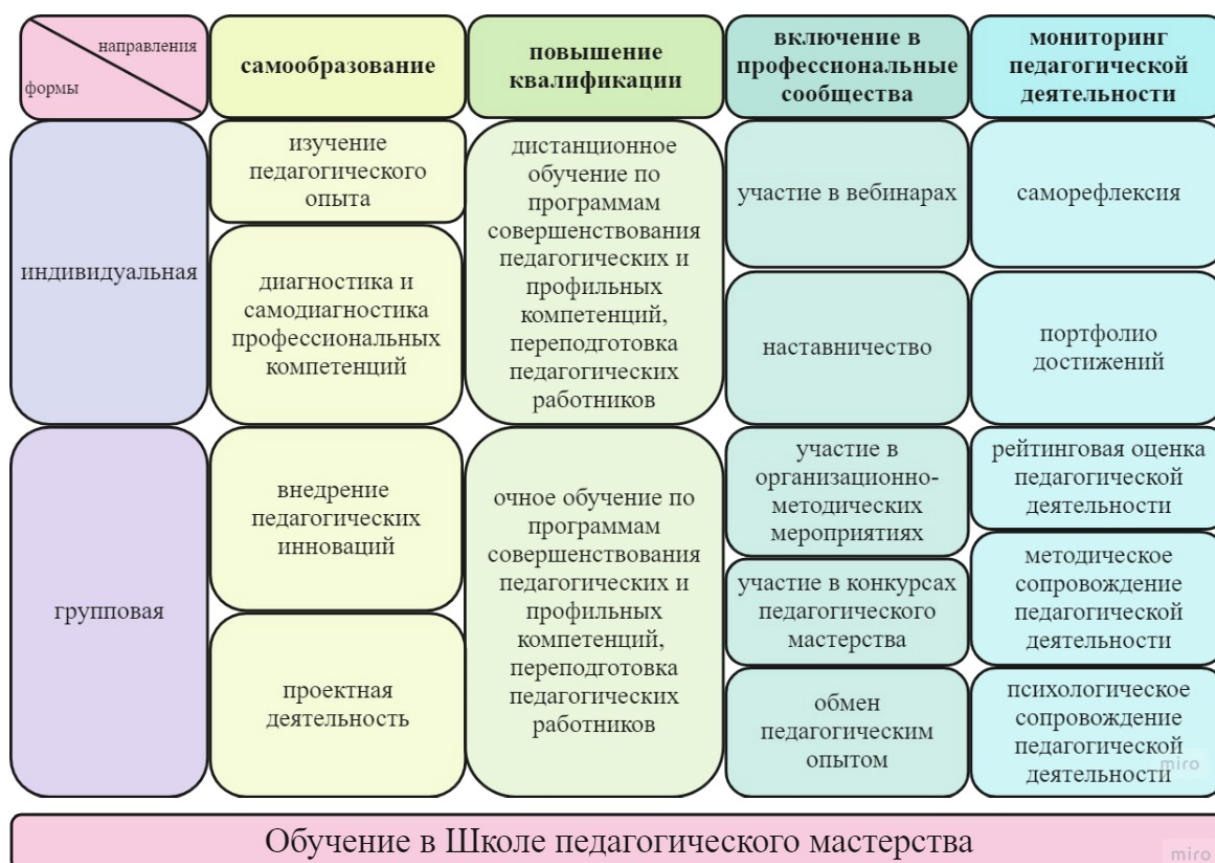 направления
формы
самообразование
повышение
квалификации
включение в
профессиональные
сообщества
мониторинг
педагогической
деятельности
индивидуальная
изучение
педагогического
опыта
диагностика и
самодиагностика
профессиональных
компетенций
дистанционное
обучение по
программам
совершенствования
педагогических и
профильных
компетенций,
переподготовка
педагогических
работников
участие в вебинарах
наставничество
саморефлексия
портфолио
достижений
групповая
внедрение
педагогических
инноваций
проектная
деятельность
очное обучение по
программам
совершенствования
педагогических и
профильных
компетенций,
переподготовка
педагогических
работников
участие в
организационно-
методических
мероприятиях
участие в конкурсах
педагогического
мастерства
обмен
педагогическим
опытом
рейтинговая оценка
педагогической
деятельности
методическое
сопровождение
педагогической
деятельности
психологическое
сопровождение
педагогической
деятельности
miro
Обучение в Школе педагогического мастерства
miro